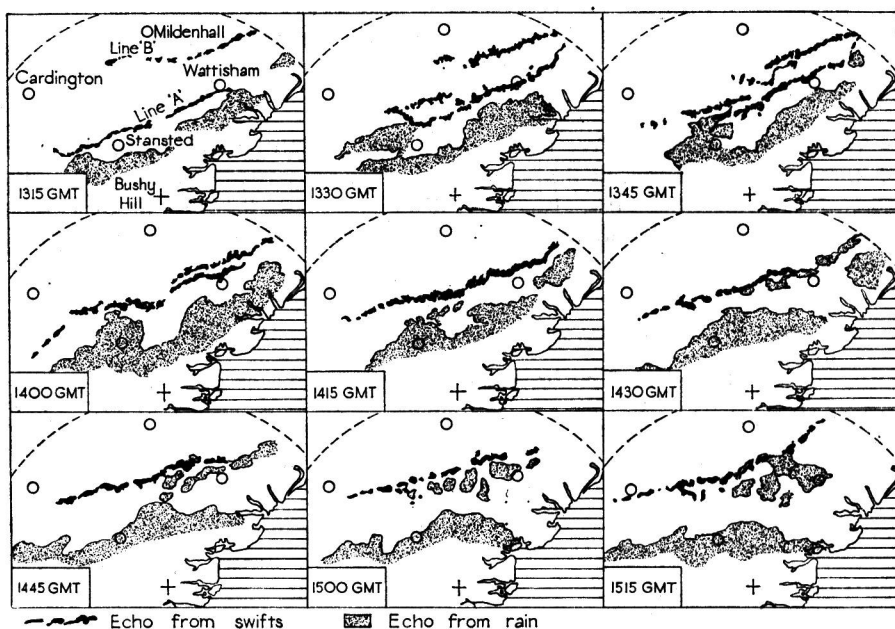 Mildenhall
Line 'B'
Cardington
Wattisham
Line 'A'
Stansted
Bushy
Hill
1315 GMT
1330 GMT
1345 GMT
1400 GMT
1415 GMT
1430 GMT
1445 GMT
1500 GMT
1515 GMT
Echo from swifts
Echo from rain